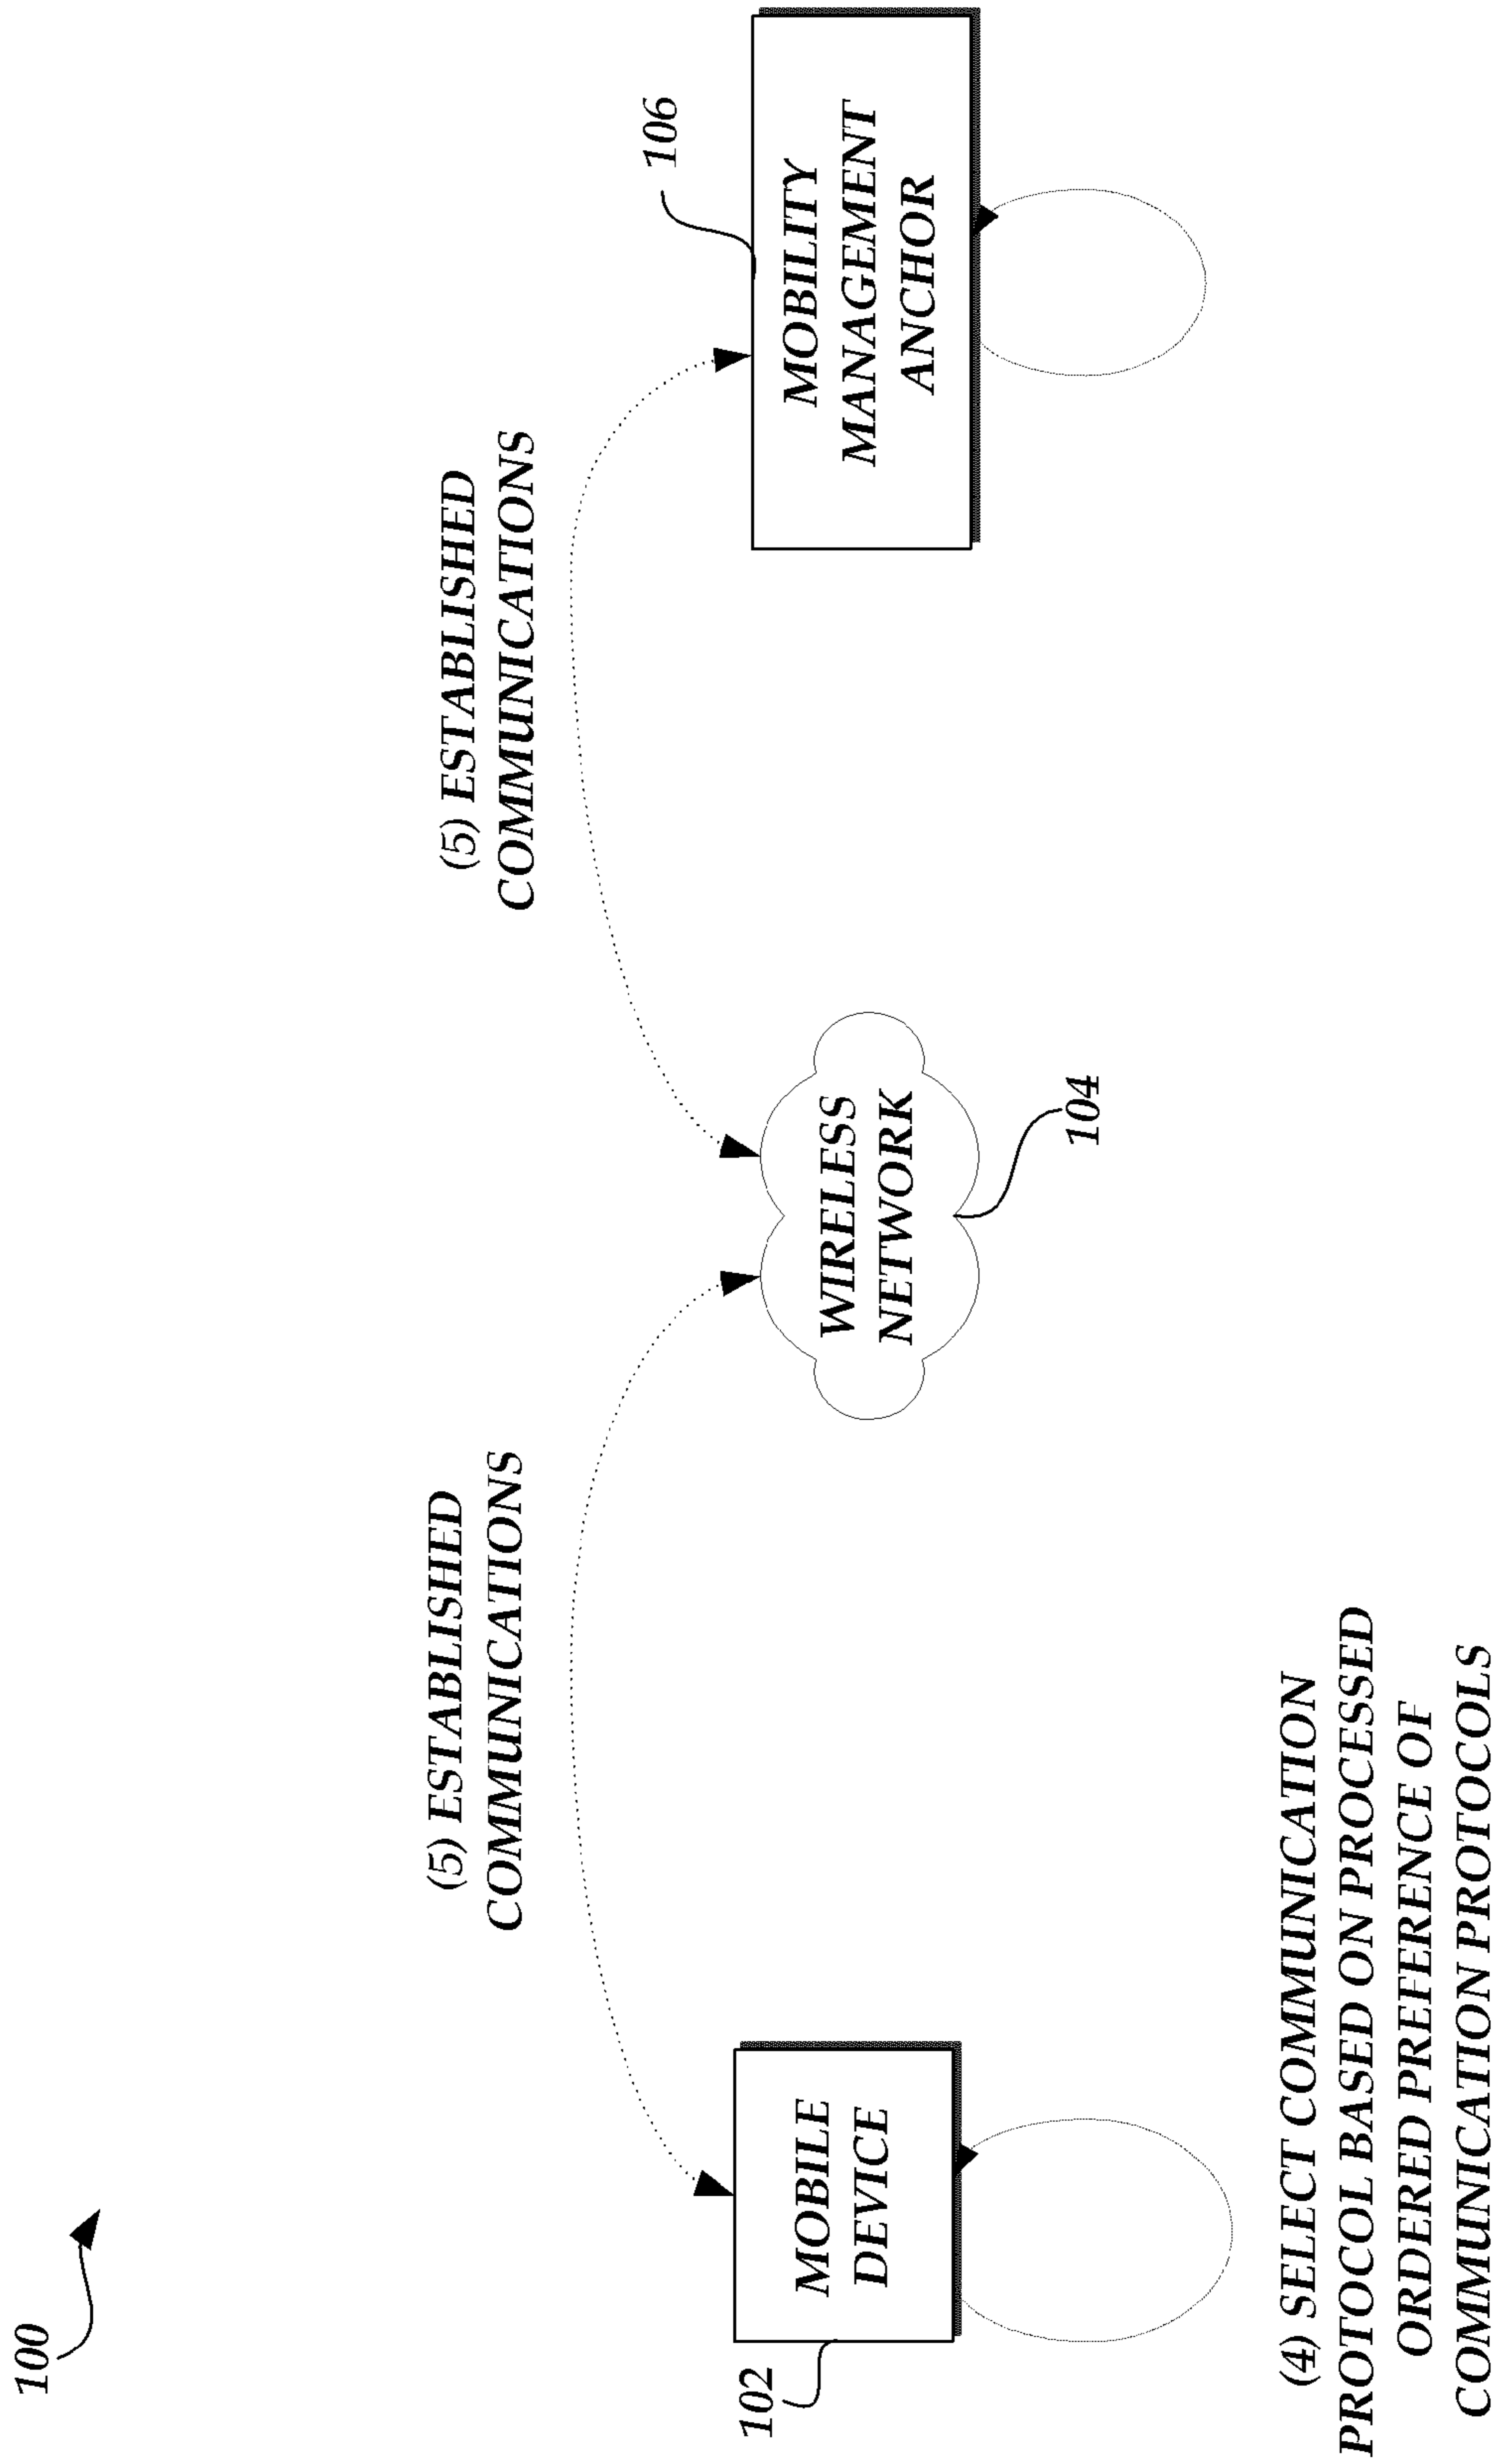 100
(5) ESTABLISHED
COMMUNICATIONS
(5) ESTABLISHED
COMMUNICATIONS
106
102
MOBILE
DEVICE
WIRELESS
NETWORK
MOBILITY
MANAGEMENT
ANCHOR
104
(4) SELECT COMMUNICATION
PROTOCOL BASED ON PROCESSED
ORDERED PREFERENCE OF
COMMUNICATION PROTOCOLS